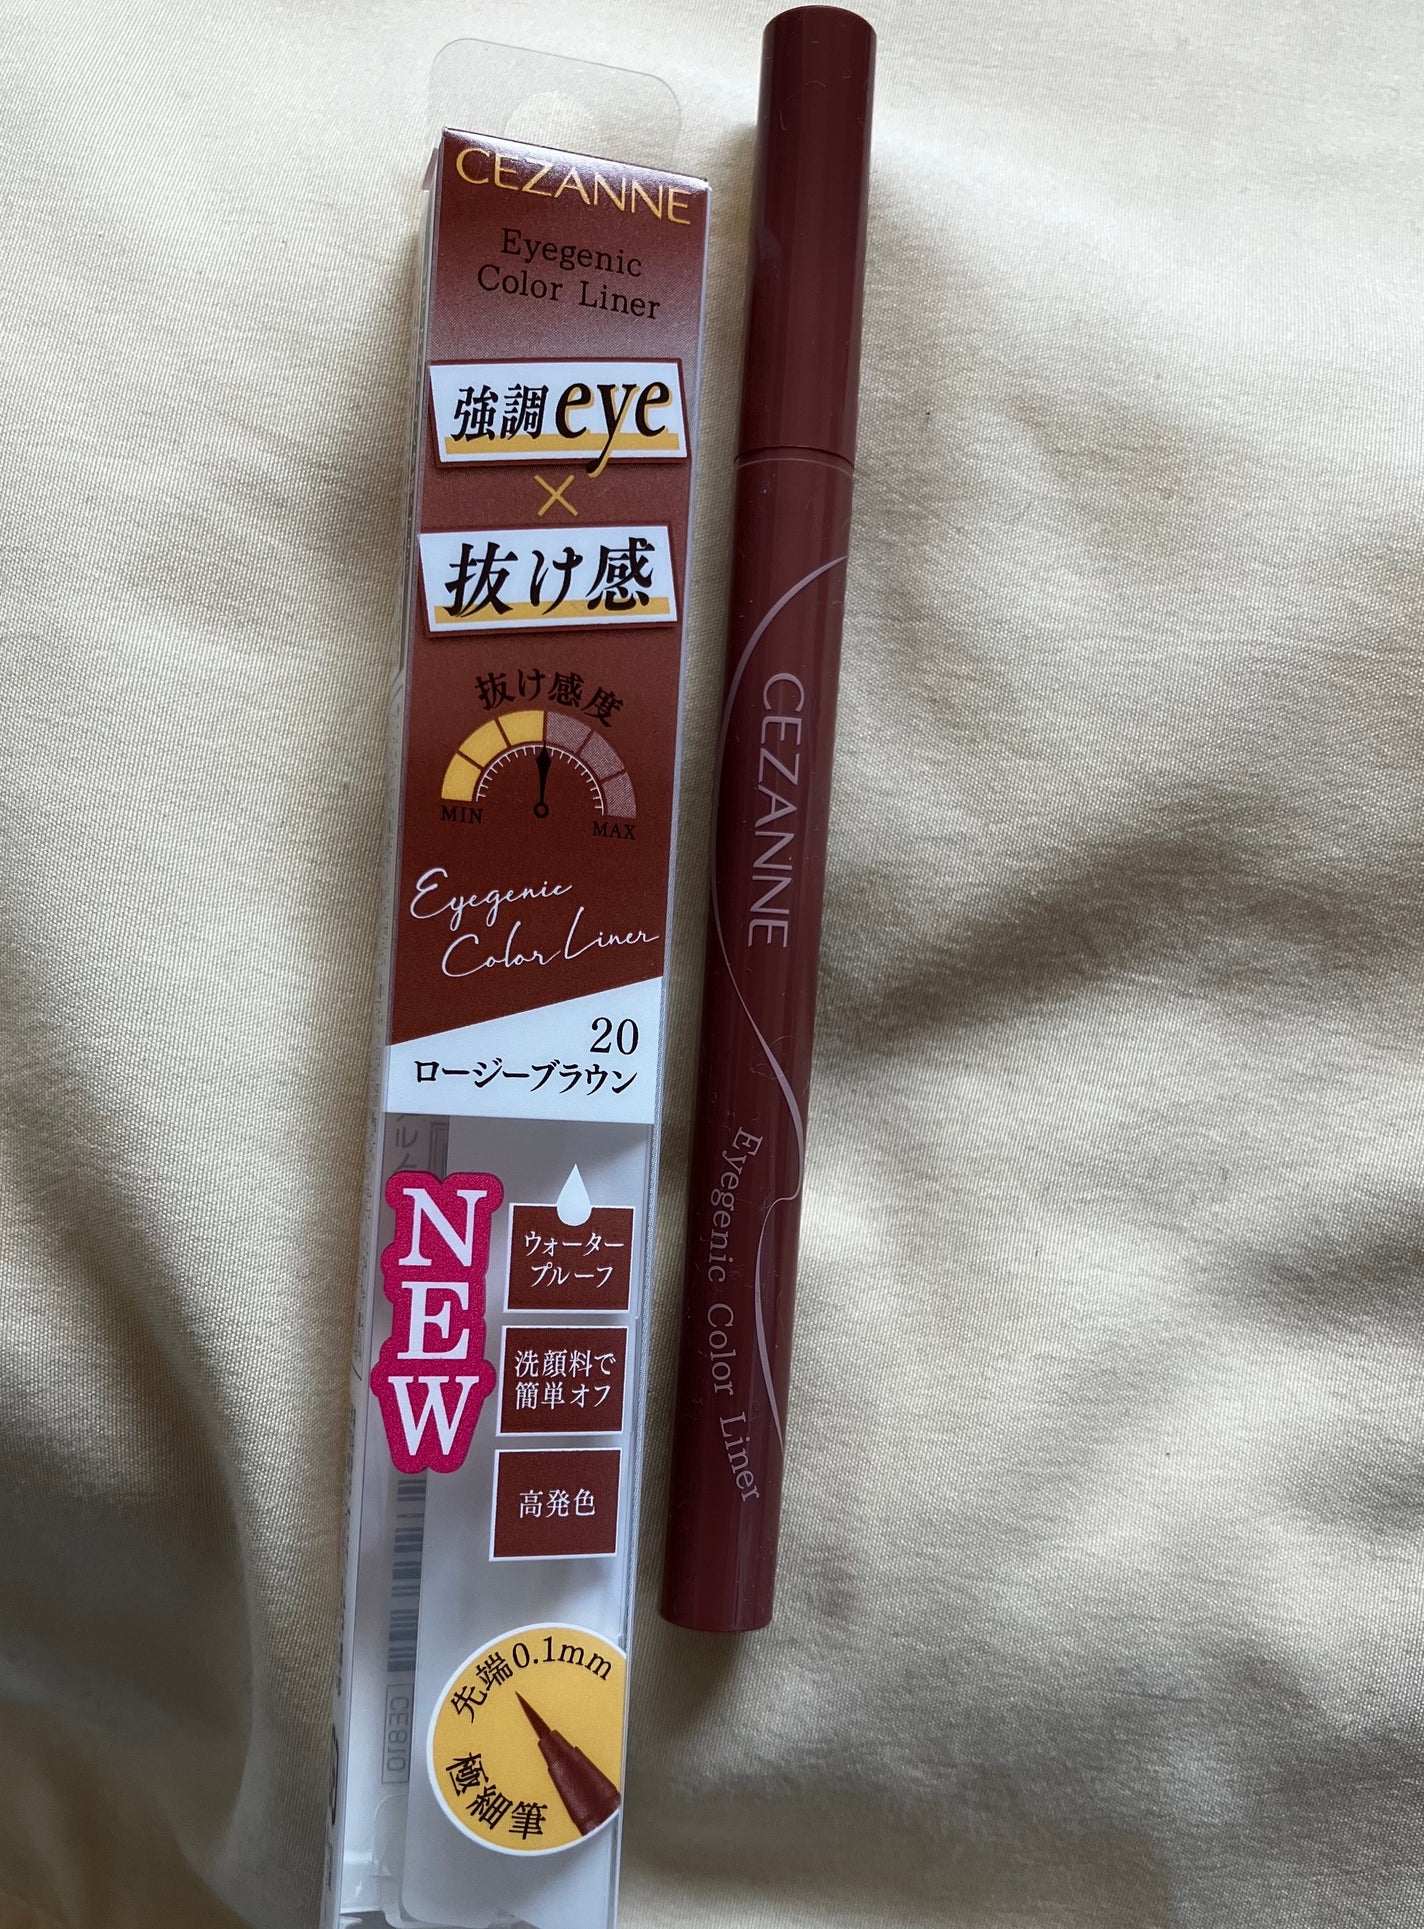 CEZANNE
Eyegenic
Color Liner
強調eye
×
抜け感
抜け感度
MIN
MAX
Eyegenic
Color Liner
20
ロージーブラウン
NEW
ウォーター
プルーフ
洗顔料で
簡単オフ
高発色
先端0.1mm
極細筆
CE810
CEZANNE
Eyegenic Color Liner